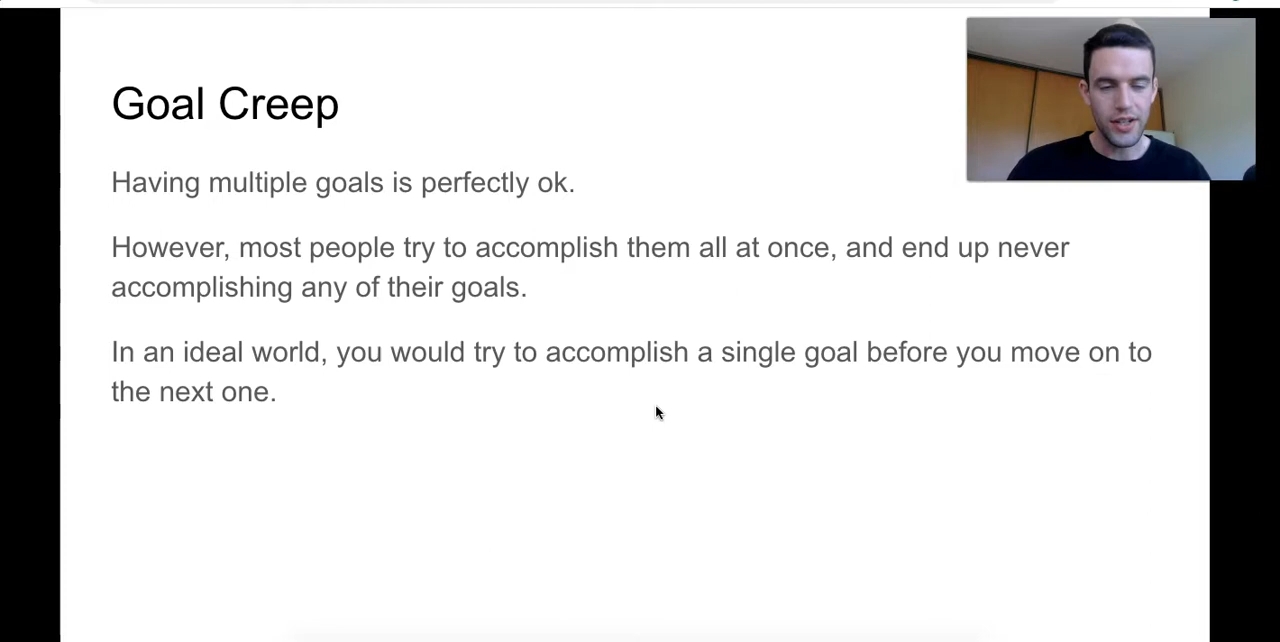 Goal Creep
Having multiple goals is perfectly ok.
However, most people try to accomplish them all at once, and end up never
accomplishing any of their goals.
In an ideal world, you would try to accomplish a single goal before you move on to
the next one.